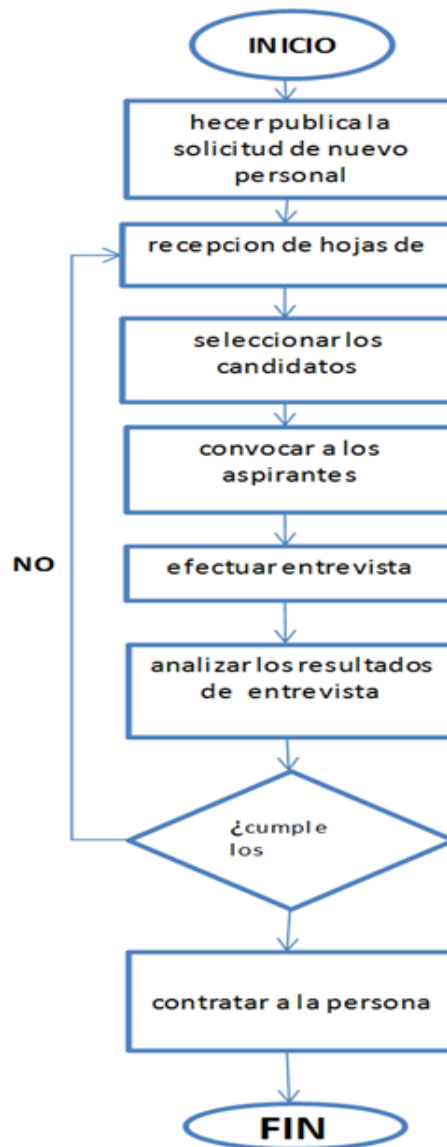 INICIO
hecer publica la
solicitud de nuevo
personal
recepcion de hojas de
seleccionar los
candidatos
convocar a los
aspirantes
NO
efectuar entrevista
analizar los resultados
de entrevista
¿cumple
los
contratar a la persona
FIN